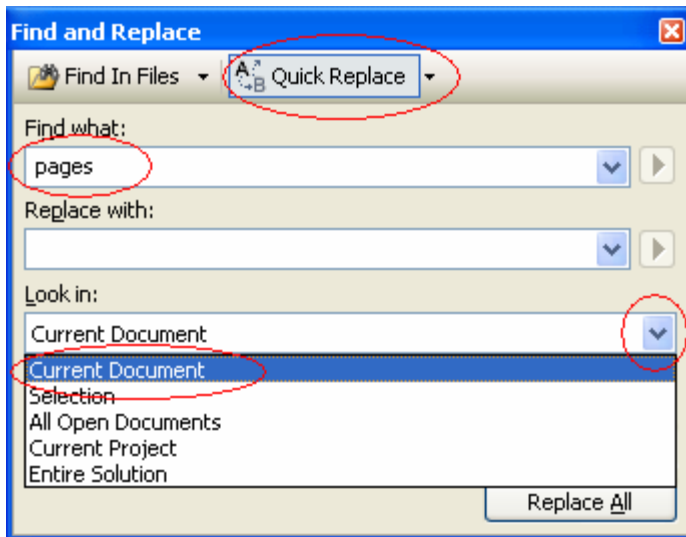 Find and Replace
Find In Files Quick Replace
Find what:
pages
Replace with:
Look in:
Current Document
Current Document
Selection
All Open Documents
Current Project
Entire Solution
Replace All